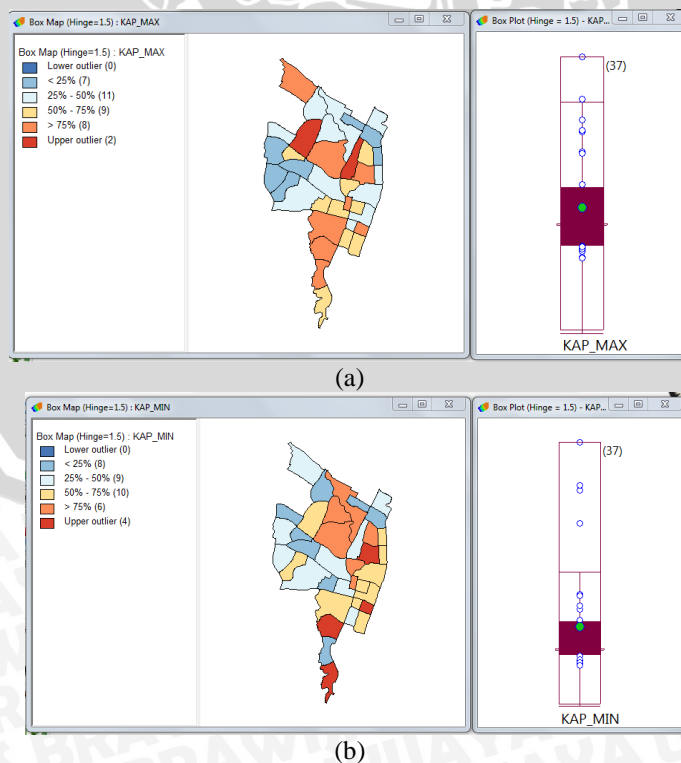 Box Map (Hinge=1.5) : KAP_MAX
Box Map (Hinge=1.5) : KAP_MAX
Lower outlier (0)
< 25% (7)
25% - 50% (11)
50% - 75% (9)
> 75% (8)
Upper outlier (2)
Box Plot (Hinge = 1.5) - KAP...
(37)
KAP_MAX
(a)
Box Map (Hinge=1.5) : KAP_MIN
Box Map (Hinge=1.5) : KAP_MIN
Lower outlier (0)
< 25% (8)
25% - 50% (9)
50% - 75% (10)
> 75% (6)
Upper outlier (4)
Box Plot (Hinge = 1.5) - KAP...
(37)
KAP_MIN
(b)